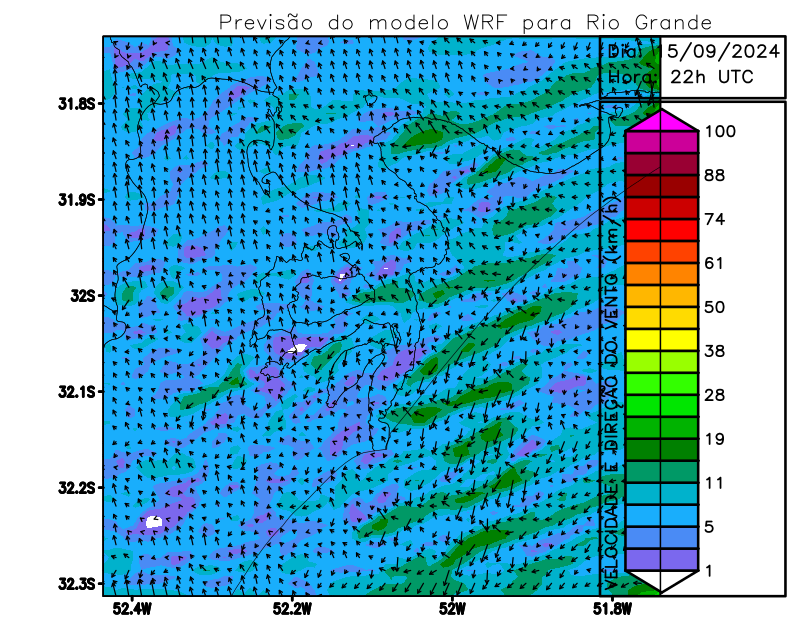 Previsão do modelo WRF para Rio Grande
Dia: 5/09/2024
Hora: 22h UTC
VELOCIDADE E DIREÇÃO DO VENTO (km/h)
100
88
74
61
50
38
28
19
11
5
1
31.8S
31.9S
32S
32.1S
32.2S
32.3S
52.4W
52.2W
52W
51.8W